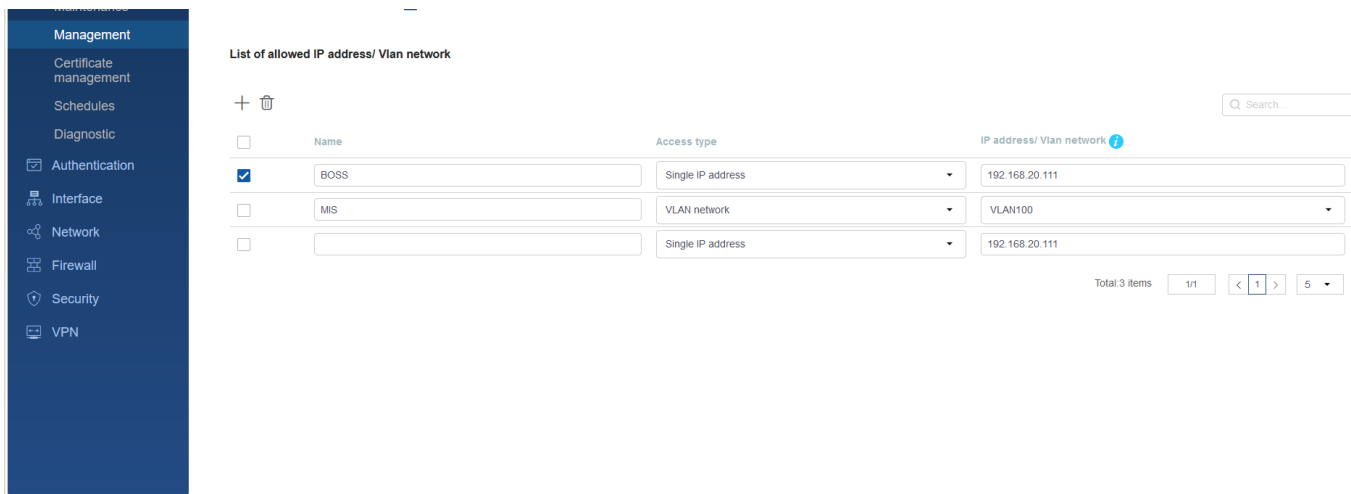 Maintenance
Management
Certificate
management
Schedules
Diagnostic
Authentication
Interface
Network
Firewall
Security
VPN
List of allowed IP address/ Vlan network
Search...
Name Access type IP address/ Vlan network i
BOSS Single IP address 192.168.20.111
MIS VLAN network VLAN100
Single IP address 192.168.20.111
Total:3 items 1/1 < 1 > 5